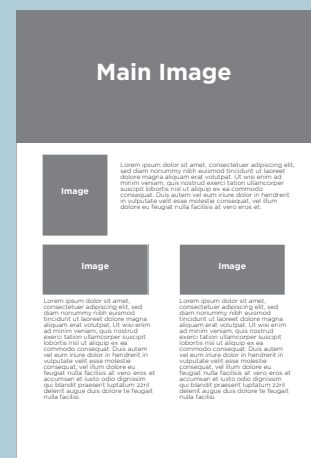 Main Image
Image
Lorem ipsum dolor sit amet, consectetuer adipiscing elit,
sed diam nonummy nibh euismod tincidunt ut laoreet
dolore magna aliquam erat volutpat. Ut wisi enim ad
minim veniam, quis nostrud exerci tation ullamcorper
suscipit lobortis nisl ut aliquip ex ea commodo
consequat. Duis autem vel eum iriure dolor in hendrerit
in vulputate velit esse molestie consequat, vel illum
dolore eu feugiat nulla facilisis at vero eros et.
Image
Lorem ipsum dolor sit amet,
consectetuer adipiscing elit, sed
diam nonummy nibh euismod
tincidunt ut laoreet dolore magna
aliquam erat volutpat. Ut wisi enim
ad minim veniam, quis nostrud
exerci tation ullamcorper suscipit
lobortis nisl ut aliquip ex ea
commodo consequat. Duis autem
vel eum iriure dolor in hendrerit in
vulputate velit esse molestie
consequat, vel illum dolore eu
feugiat nulla facilisis at vero eros et
accumsan et iusto odio dignissim
qui blandit praesent luptatum zzril
delenit augue duis dolore te feugait
nulla facilisi.
Image
Lorem ipsum dolor sit amet,
consectetuer adipiscing elit, sed
diam nonummy nibh euismod
tincidunt ut laoreet dolore magna
aliquam erat volutpat. Ut wisi enim
ad minim veniam, quis nostrud
exerci tation ullamcorper suscipit
lobortis nisl ut aliquip ex ea
commodo consequat. Duis autem
vel eum iriure dolor in hendrerit in
vulputate velit esse molestie
consequat, vel illum dolore eu
feugiat nulla facilisis at vero eros et
accumsan et iusto odio dignissim
qui blandit praesent luptatum zzril
delenit augue duis dolore te feugait
nulla facilisi.